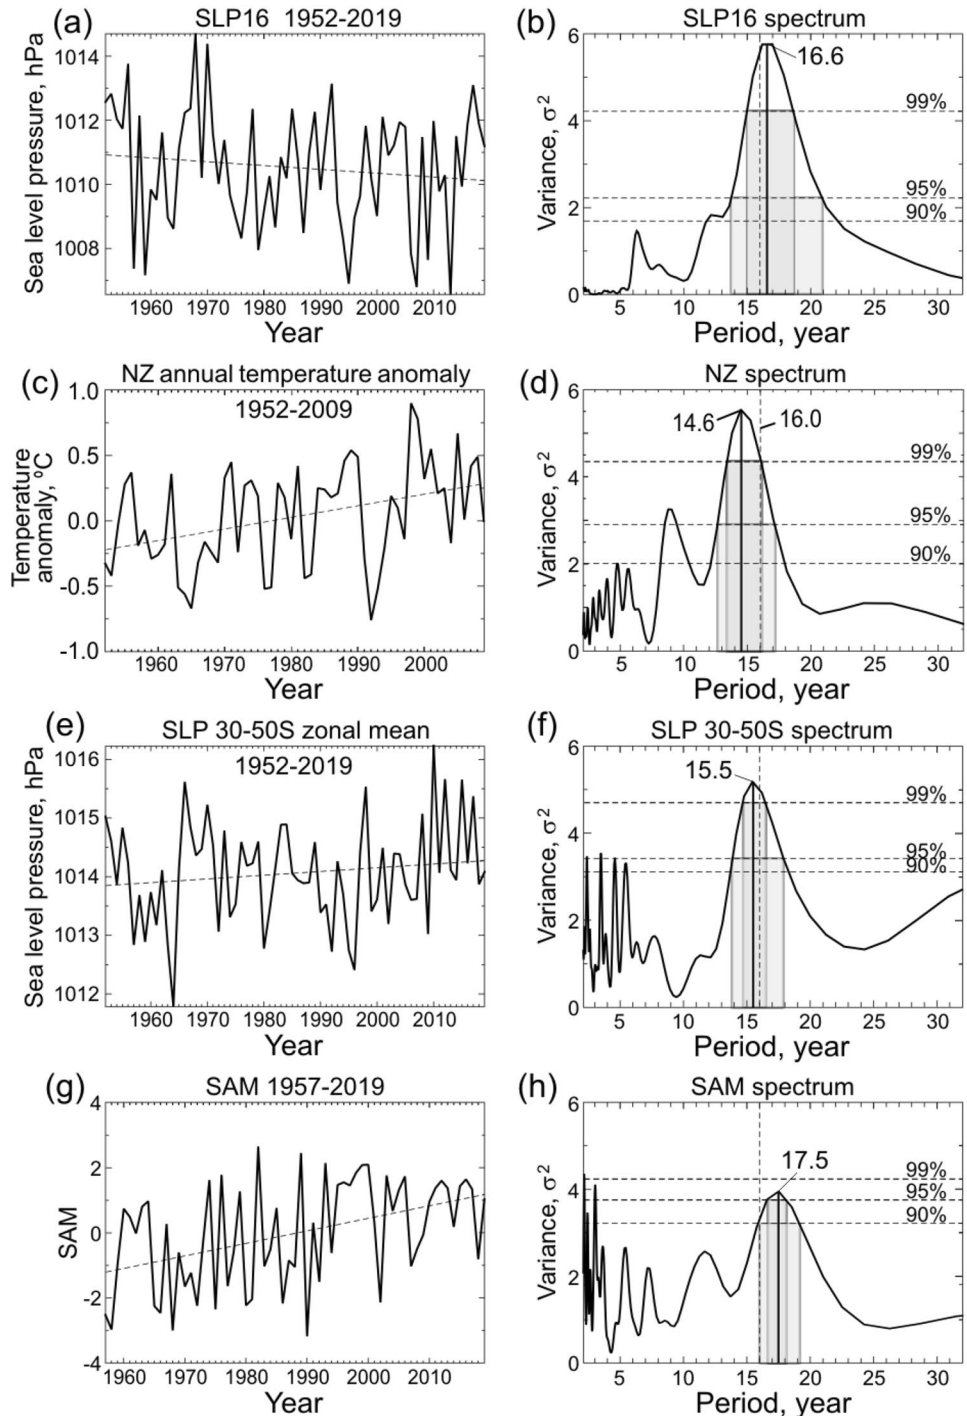 (a) SLP16 1952-2019
Sea level pressure, hPa
1014
1012
1010
1008
1960 1970 1980 1990 2000 2010
Year
(b) SLP16 spectrum
Variance, σ²
6
4
2
0
16.6
99%
95%
90%
5 10 15 20 25 30
Period, year
(c) NZ annual temperature anomaly
1952-2009
Temperature
anomaly, ºC
1.0
0.5
0.0
-0.5
-1.0
1960 1970 1980 1990 2000
Year
(d) NZ spectrum
Variance, σ²
6
4
2
0
14.6 16.0
99%
95%
90%
5 10 15 20 25 30
Period, year
(e) SLP 30-50S zonal mean
1952-2019
Sea level pressure, hPa
1016
1015
1014
1013
1012
1960 1970 1980 1990 2000 2010
Year
(f) SLP 30-50S spectrum
Variance, σ²
6
4
2
0
15.5
99%
95%
90%
5 10 15 20 25 30
Period, year
(g) SAM 1957-2019
SAM
4
2
0
-2
-4
1960 1970 1980 1990 2000 2010
Year
(h) SAM spectrum
Variance, σ²
6
4
2
0
17.5
99%
95%
90%
5 10 15 20 25 30
Period, year